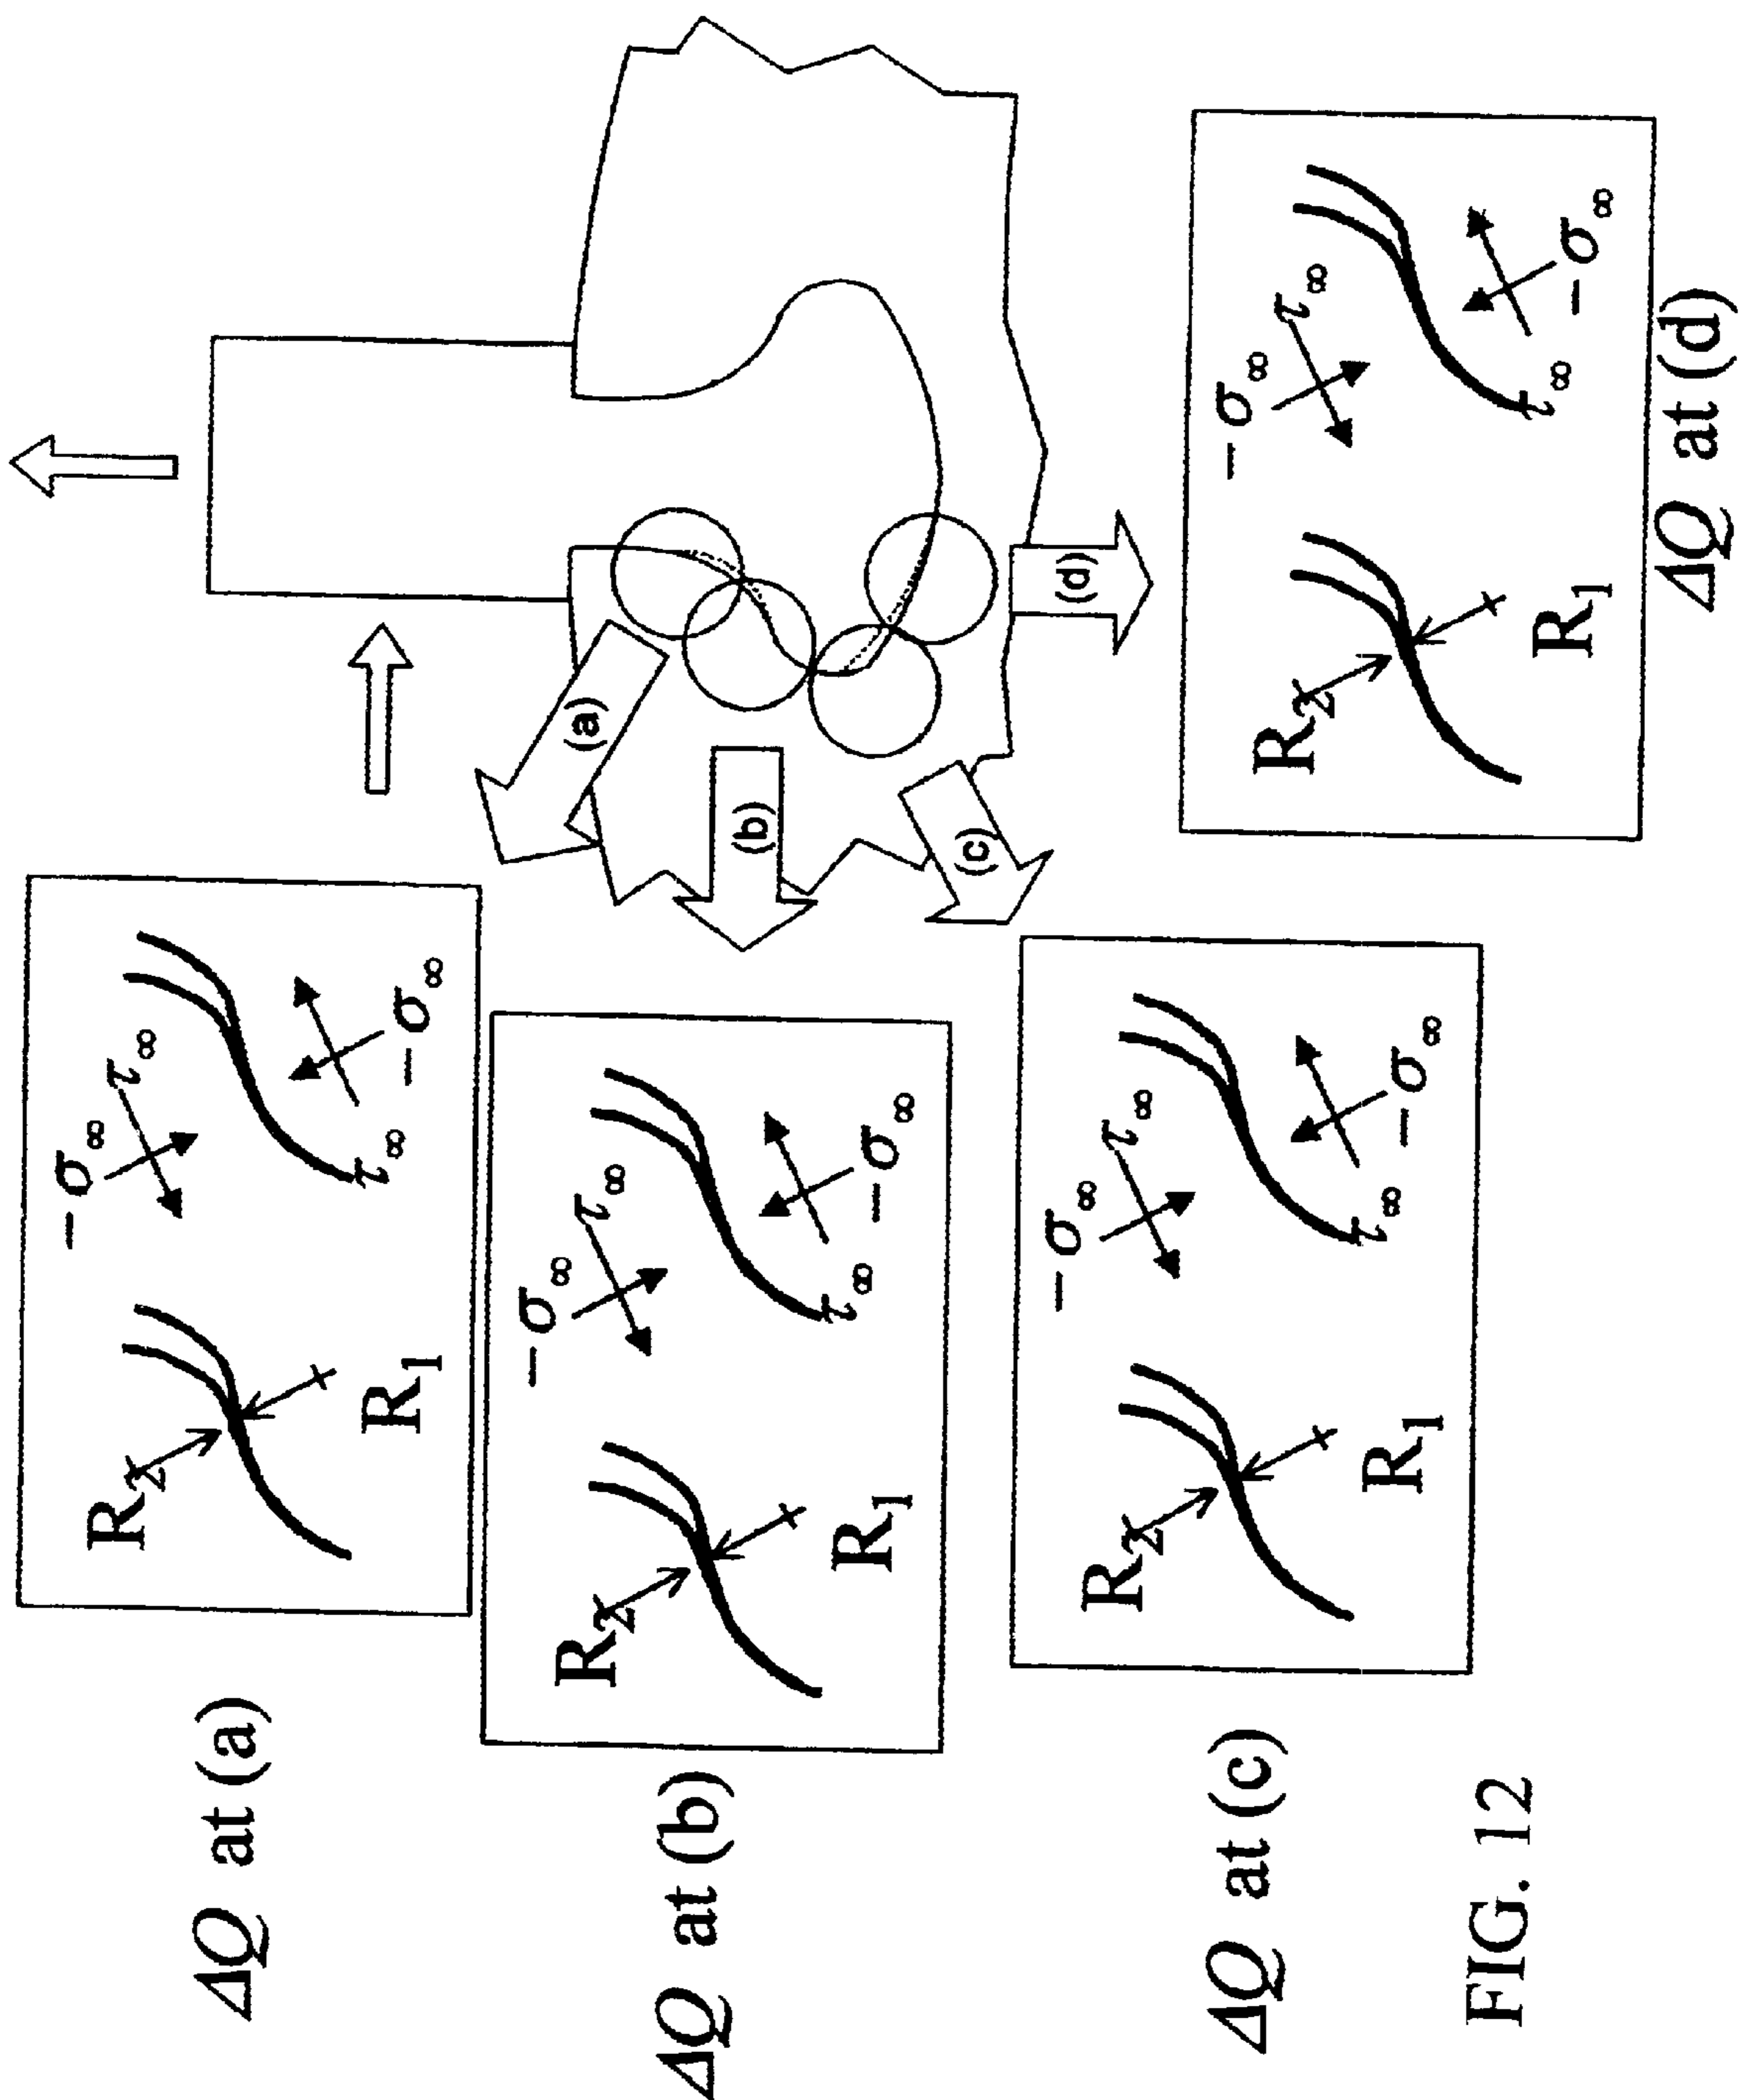 ΔQ at (a)
R2
R1
−σ∞
τ∞
τ∞
−σ∞
ΔQ at (b)
R2
R1
−σ∞
τ∞
τ∞
−σ∞
ΔQ at (c)
R2
R1
−σ∞
τ∞
τ∞
−σ∞
(a)
(b)
(c)
(d)
R2
R1
−σ∞
τ∞
τ∞
−σ∞
ΔQ at (d)
FIG. 12